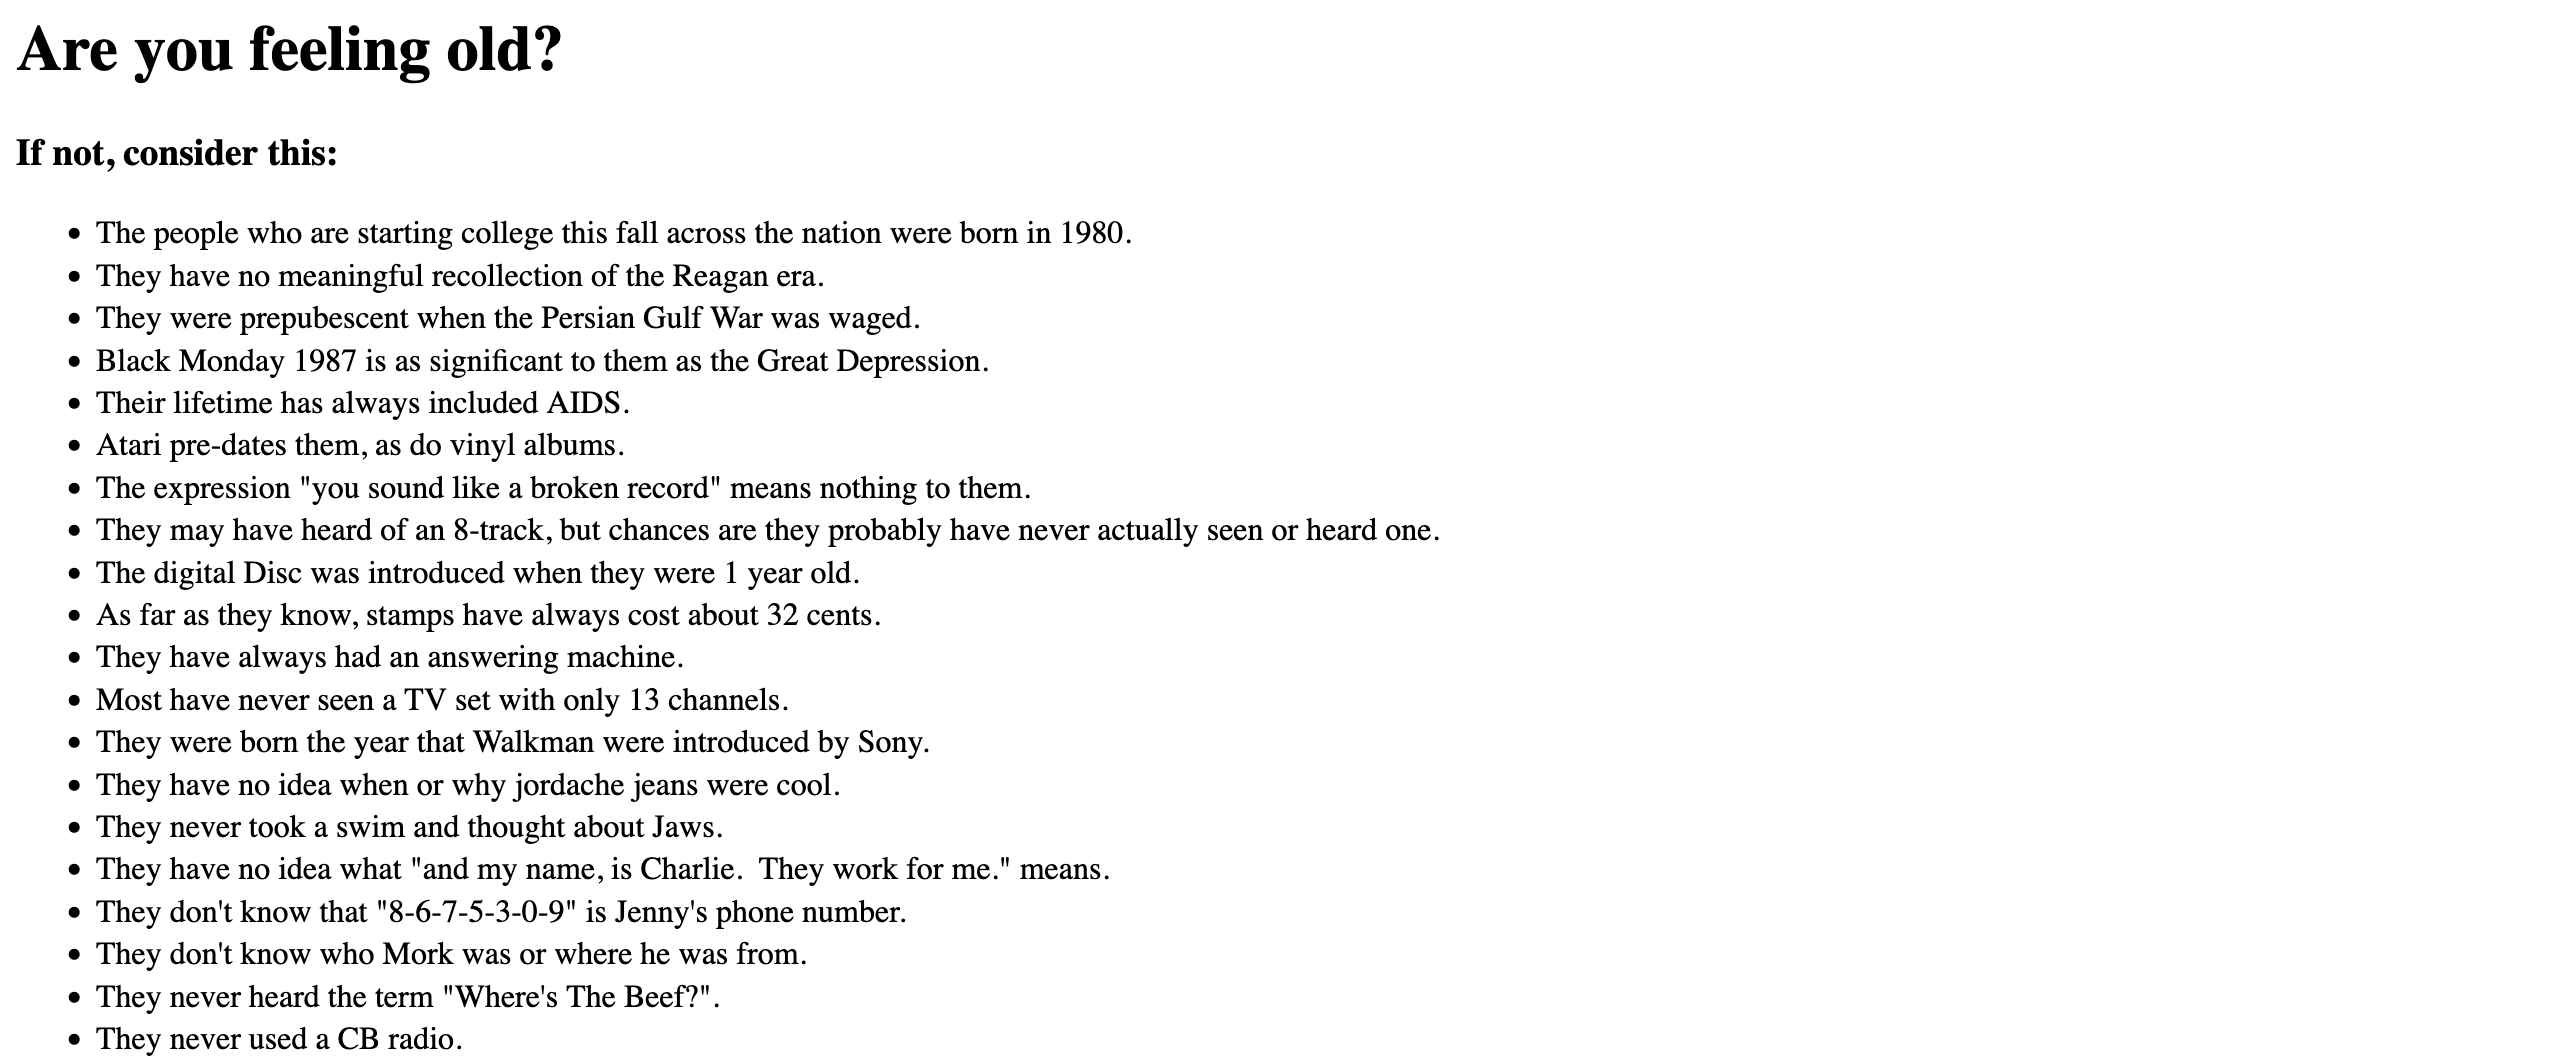 Are you feeling old?
If not, consider this:
• The people who are starting college this fall across the nation were born in 1980.
• They have no meaningful recollection of the Reagan era.
• They were prepubescent when the Persian Gulf War was waged.
• Black Monday 1987 is as significant to them as the Great Depression.
• Their lifetime has always included AIDS.
• Atari pre-dates them, as do vinyl albums.
• The expression "you sound like a broken record" means nothing to them.
• They may have heard of an 8-track, but chances are they probably have never actually seen or heard one.
• The digital Disc was introduced when they were 1 year old.
• As far as they know, stamps have always cost about 32 cents.
• They have always had an answering machine.
• Most have never seen a TV set with only 13 channels.
• They were born the year that Walkman were introduced by Sony.
• They have no idea when or why jordache jeans were cool.
• They never took a swim and thought about Jaws.
• They have no idea what "and my name, is Charlie.  They work for me." means.
• They don't know that "8-6-7-5-3-0-9" is Jenny's phone number.
• They don't know who Mork was or where he was from.
• They never heard the term "Where's The Beef?".
• They never used a CB radio.